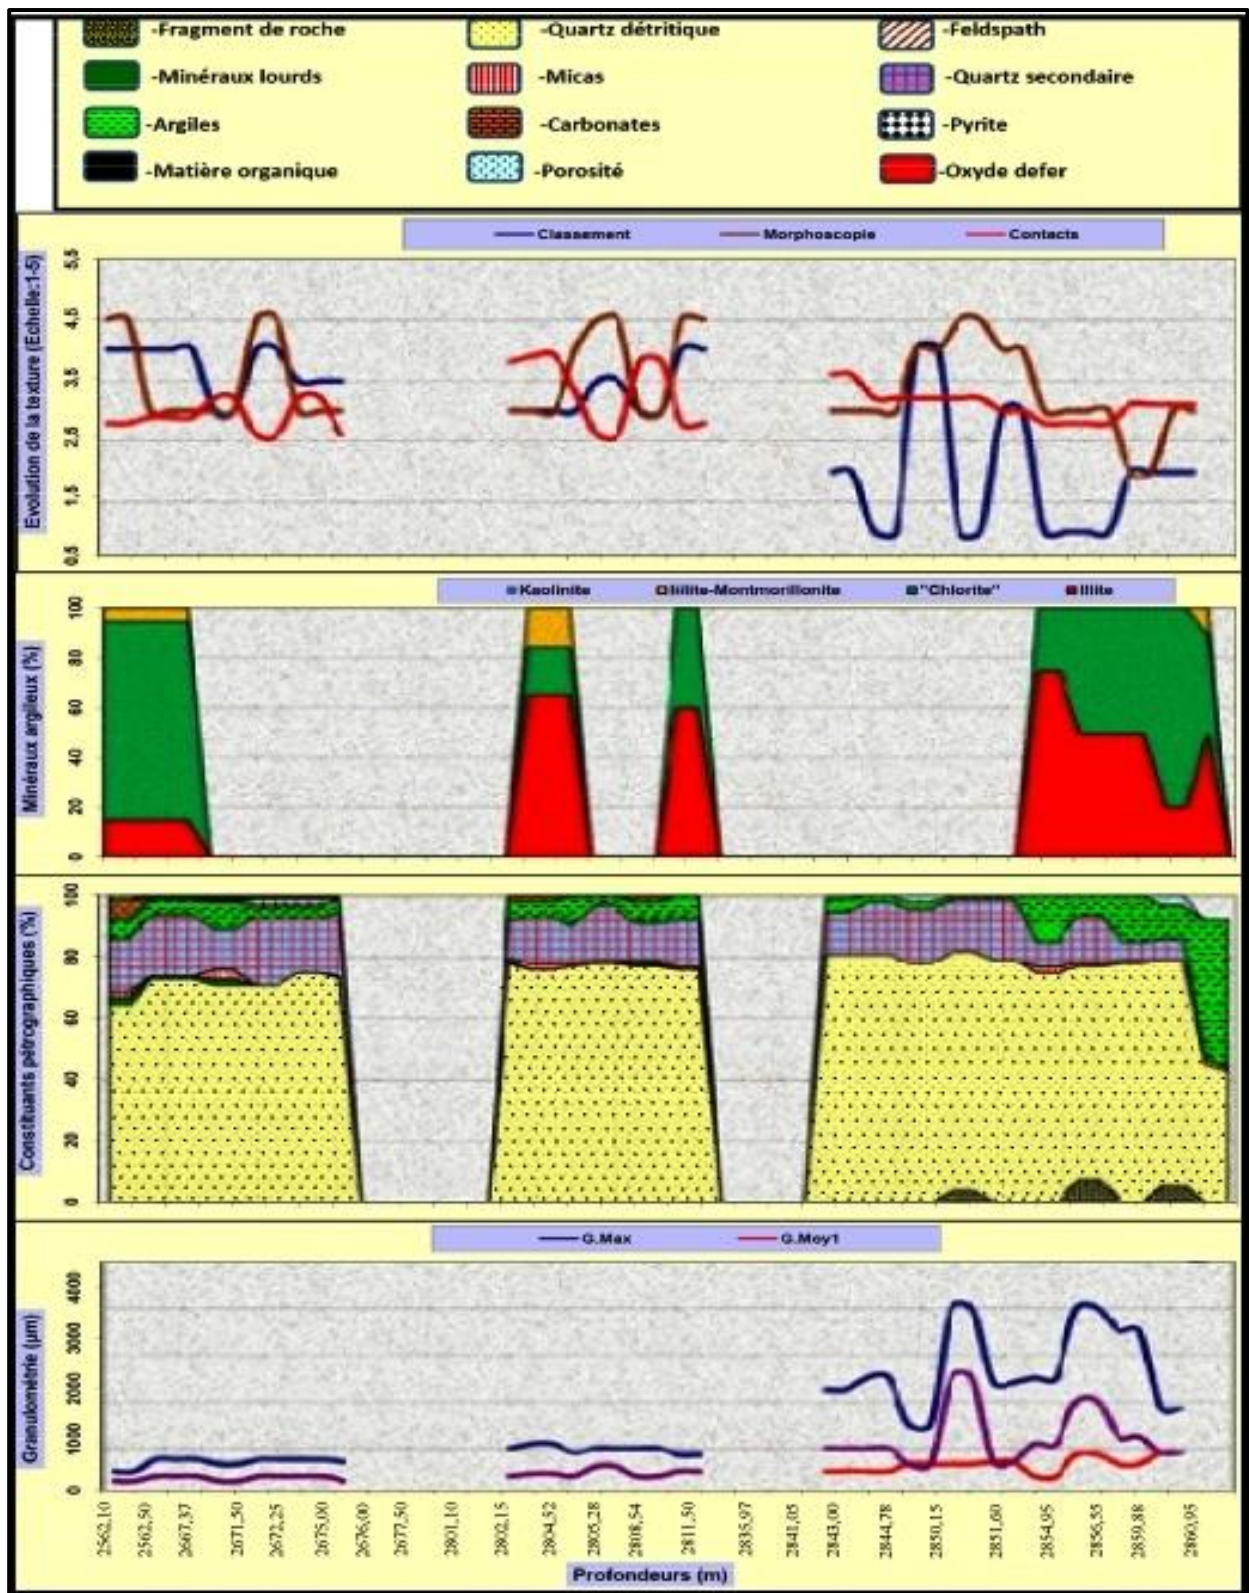 -Fragment de roche -Quartz détritique -Feldspath
-Minéraux lourds -Micas -Quartz secondaire
-Argiles -Carbonates -Pyrite
-Matière organique -Porosité -Oxyde defer
Classement Morphoscopie Contacts
Evolution de la texture (Echelle:1-5)
5,5
4,5
3,5
2,5
1,5
0,5
Kaolinite Iillite-Montmorillonite "Chlorite" Illite
Minéraux argileux (%)
100
80
60
40
20
0
Constituants pétrographiques (%)
100
80
60
40
20
0
G.Max G.Moy1
Granulométrie (µm)
4000
3000
2000
1000
0
2562,10 2562,50 2667,37 2671,50 2672,25 2675,00 2676,00 2677,50 2801,10 2802,15 2804,52 2805,28 2808,54 2811,50 2835,97 2841,05 2843,00 2844,78 2850,15 2851,60 2854,95 2856,55 2859,88 2860,95
Profondeurs (m)